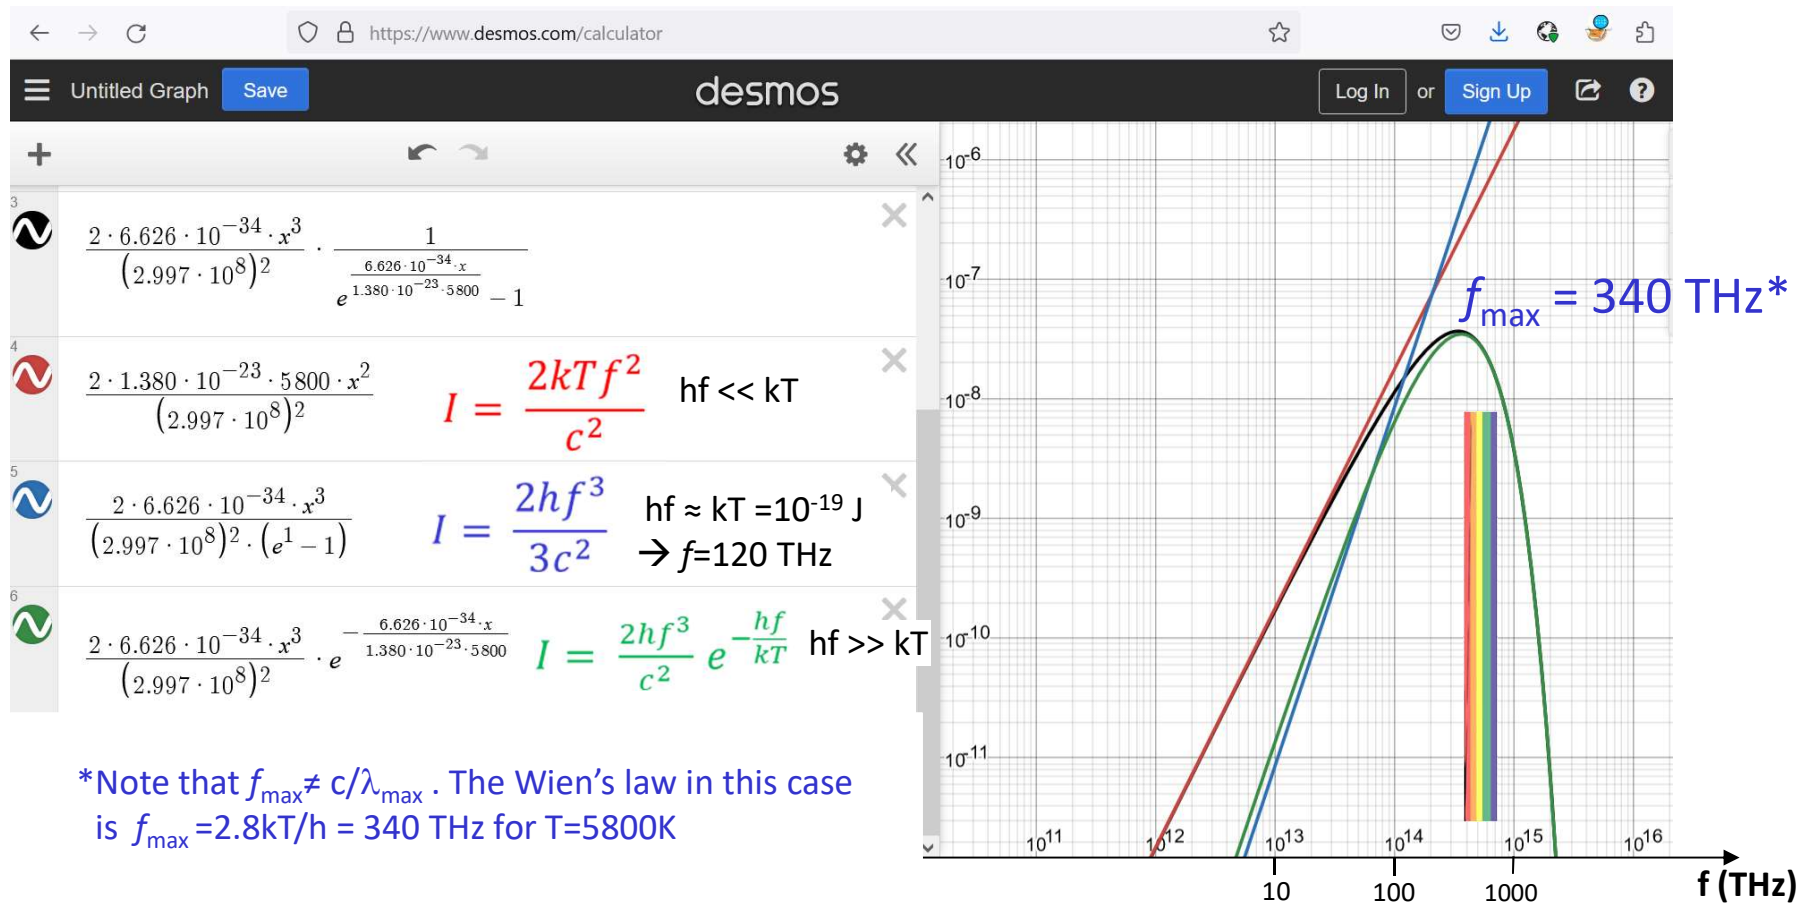 https://www.desmos.com/calculator
Untitled Graph Save desmos Log In or Sign Up ?
+
3
2 · 6.626 · 10^−34 · x^3 / (2.997 · 10^8)^2 · 1 / (e^(6.626·10^−34·x / 1.380·10^−23·5800) − 1)
4
2 · 1.380 · 10^−23 · 5800 · x^2 / (2.997 · 10^8)^2
I = 2kTf^2 / c^2
hf << kT
5
2 · 6.626 · 10^−34 · x^3 / (2.997 · 10^8)^2 · (e^1 − 1)
I = 2hf^3 / 3c^2
hf ≈ kT =10^-19 J
→ f=120 THz
6
2 · 6.626 · 10^−34 · x^3 / (2.997 · 10^8)^2 · e^(− 6.626·10^−34·x / 1.380·10^−23·5800)
I = 2hf^3 / c^2 e^(−hf/kT)
hf >> kT
*Note that f_max≠ c/λ_max . The Wien's law in this case
is f_max =2.8kT/h = 340 THz for T=5800K
10^-6
10^-7
f_max = 340 THz*
10^-8
10^-9
10^-10
10^-11
10^11 10^12 10^13 10^14 10^15 10^16
10 100 1000 f (THz)